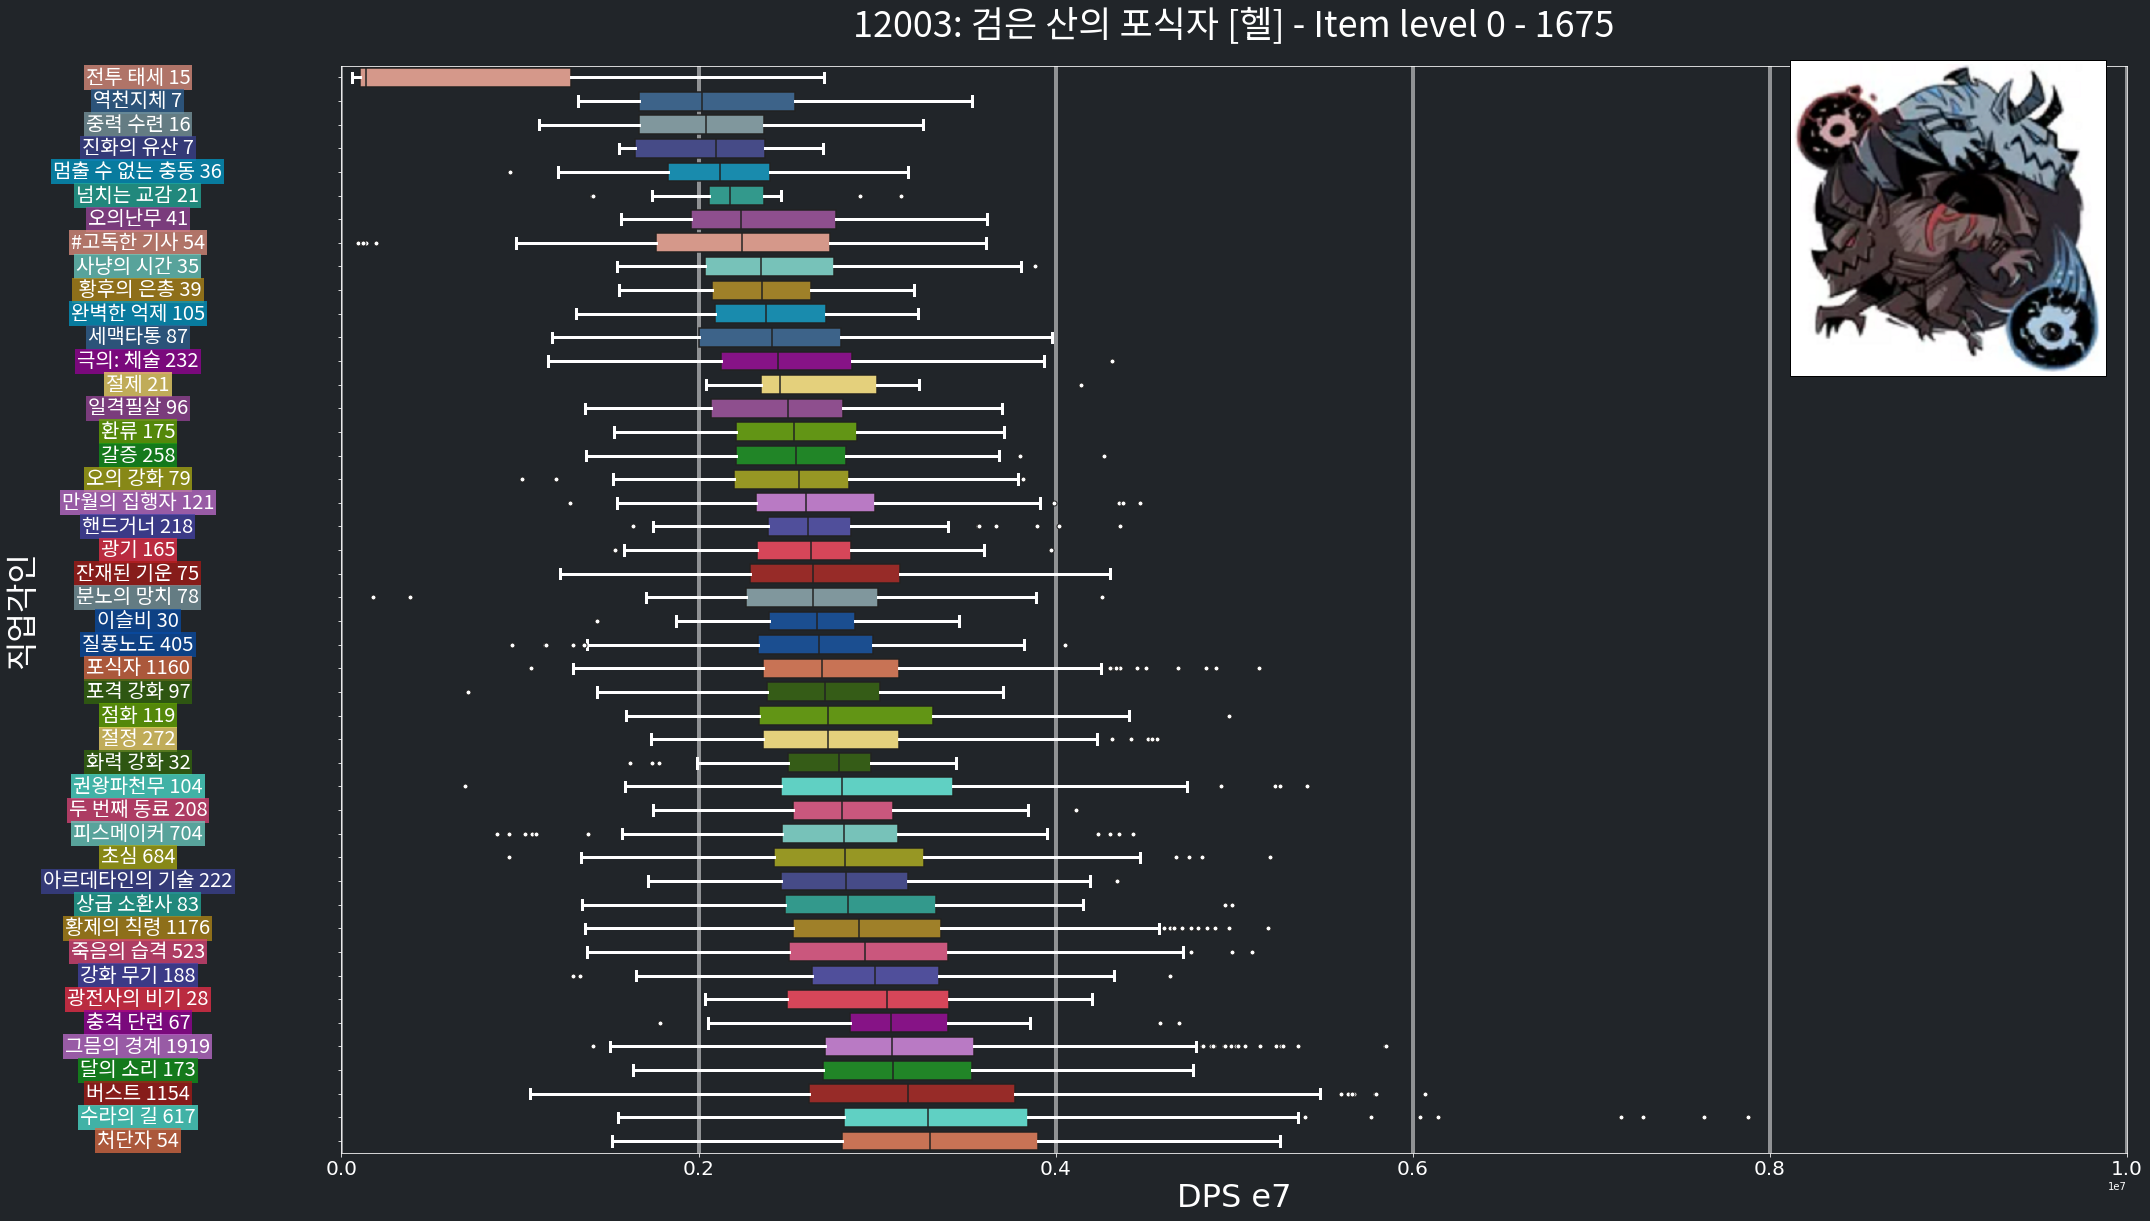 12003: 검은 산의 포식자 [헬] - Item level 0 - 1675
전투 태세 15
역천지체 7
중력 수련 16
진화의 유산 7
멈출 수 없는 충동 36
넘치는 교감 21
오의난무 41
#고독한 기사 54
사냥의 시간 35
황후의 은총 39
완벽한 억제 105
세맥타통 87
극의: 체술 232
절제 21
일격필살 96
환류 175
갈증 258
오의 강화 79
만월의 집행자 121
핸드거너 218
광기 165
잔재된 기운 75
분노의 망치 78
이슬비 30
질풍노도 405
포식자 1160
포격 강화 97
점화 119
절정 272
화력 강화 32
권왕파천무 104
두 번째 동료 208
피스메이커 704
초심 684
아르데타인의 기술 222
상급 소환사 83
황제의 칙령 1176
죽음의 습격 523
강화 무기 188
광전사의 비기 28
충격 단련 67
그믐의 경계 1919
달의 소리 173
버스트 1154
수라의 길 617
처단자 54
직업각인
0.0 0.2 0.4 0.6 0.8 1.0
1e7
DPS e7